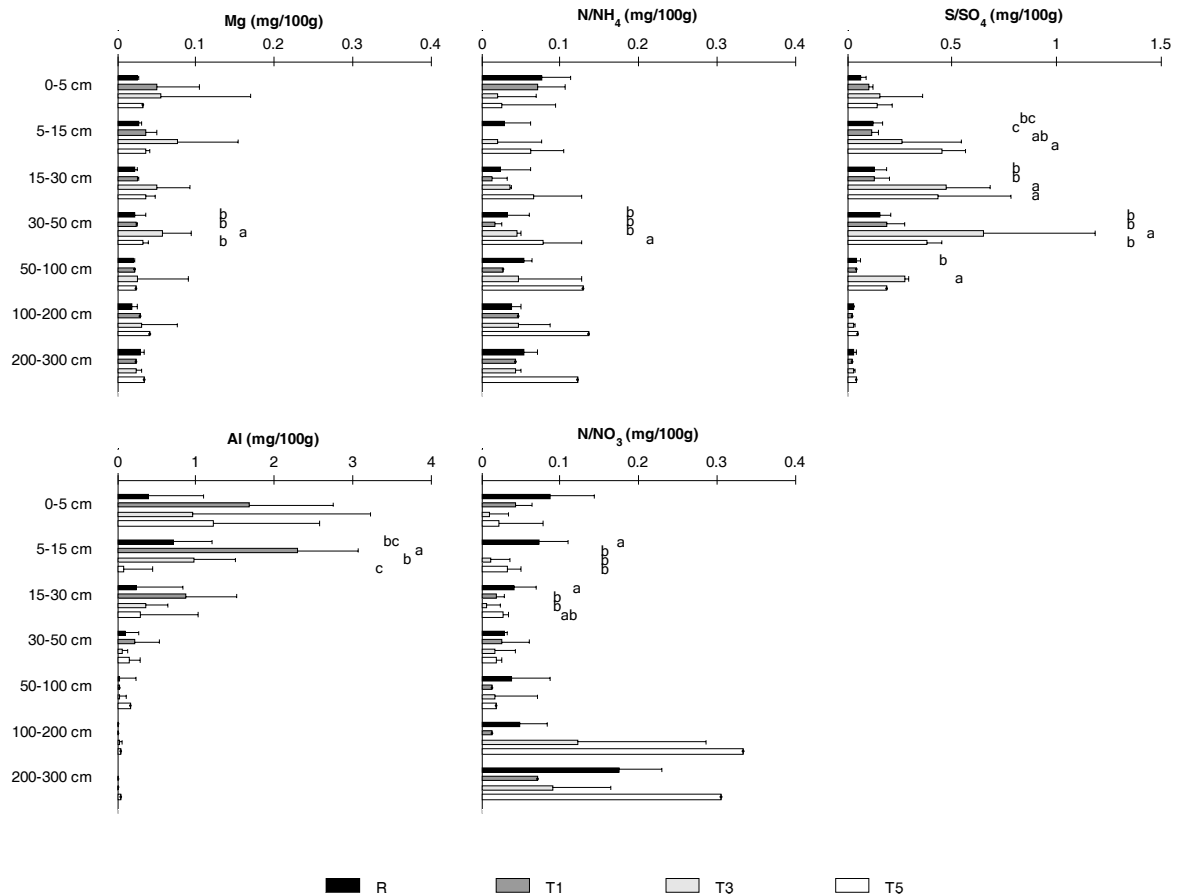 Mg (mg/100g)
0 0.1 0.2 0.3 0.4
0-5 cm
5-15 cm
15-30 cm
30-50 cm
b
b
a
b
50-100 cm
100-200 cm
200-300 cm
N/NH4 (mg/100g)
0 0.1 0.2 0.3 0.4
b
b
b
a
S/SO4 (mg/100g)
0 0.5 1 1.5
bc
c
ab
a
b
b
a
a
b
b
a
b
b
a
Al (mg/100g)
0 1 2 3 4
0-5 cm
5-15 cm
bc
a
b
c
15-30 cm
30-50 cm
50-100 cm
100-200 cm
200-300 cm
N/NO3 (mg/100g)
0 0.1 0.2 0.3 0.4
a
b
b
b
a
b
b
ab
R T1 T3 T5